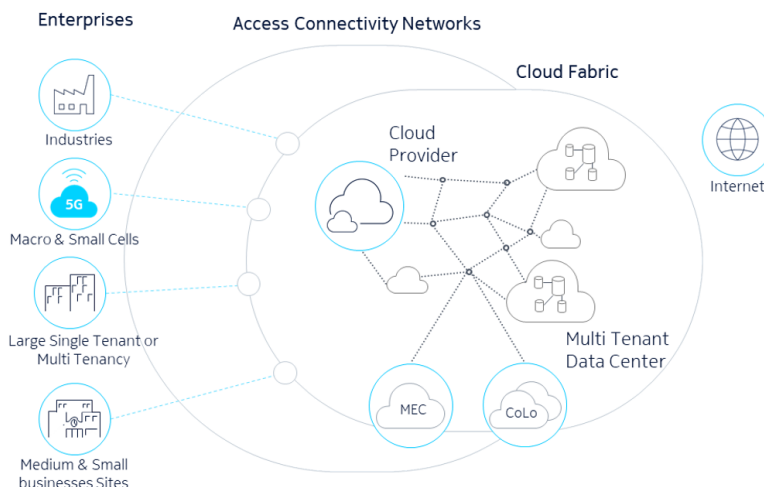 Enterprises
Access Connectivity Networks
Cloud Fabric
Industries
Cloud
Provider
Internet
5G
Macro & Small Cells
Large Single Tenant or
Multi Tenancy
Multi Tenant
Data Center
MEC
CoLo
Medium & Small
businesses Sites